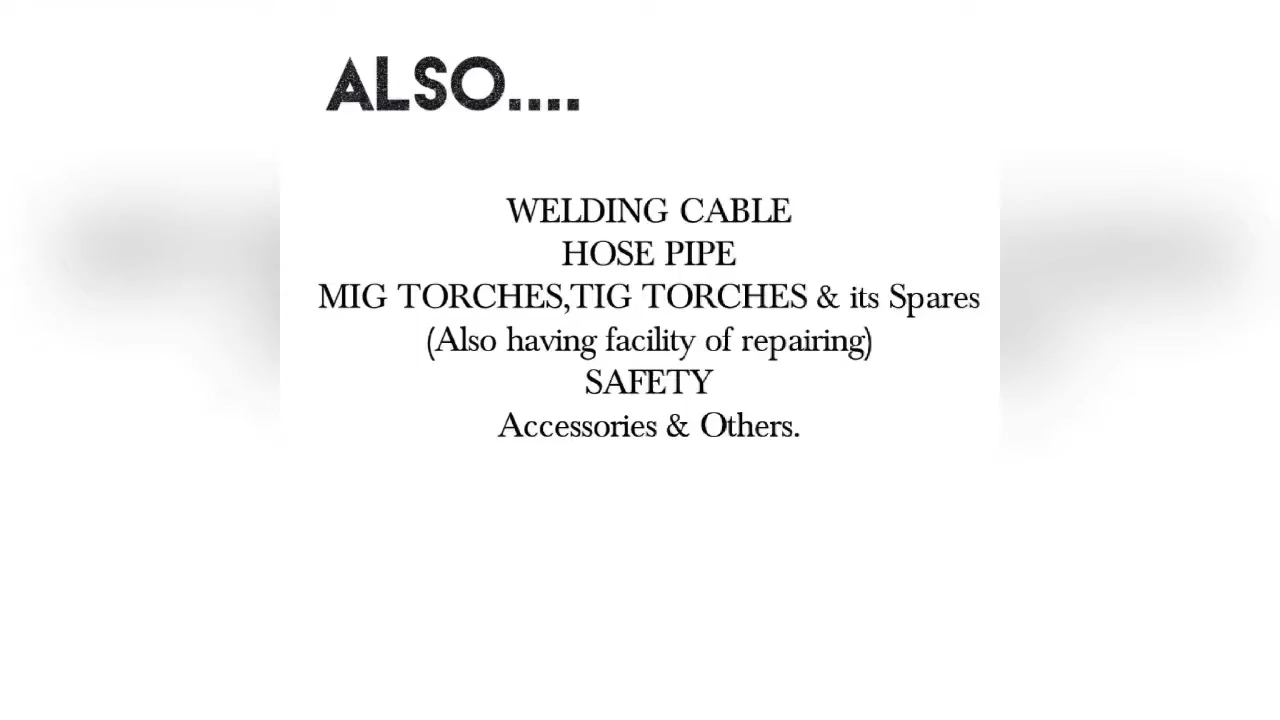 ALSO....
WELDING CABLE
HOSE PIPE
MIG TORCHES,TIG TORCHES & its Spares
(Also having facility of repairing)
SAFETY
Accessories & Others.